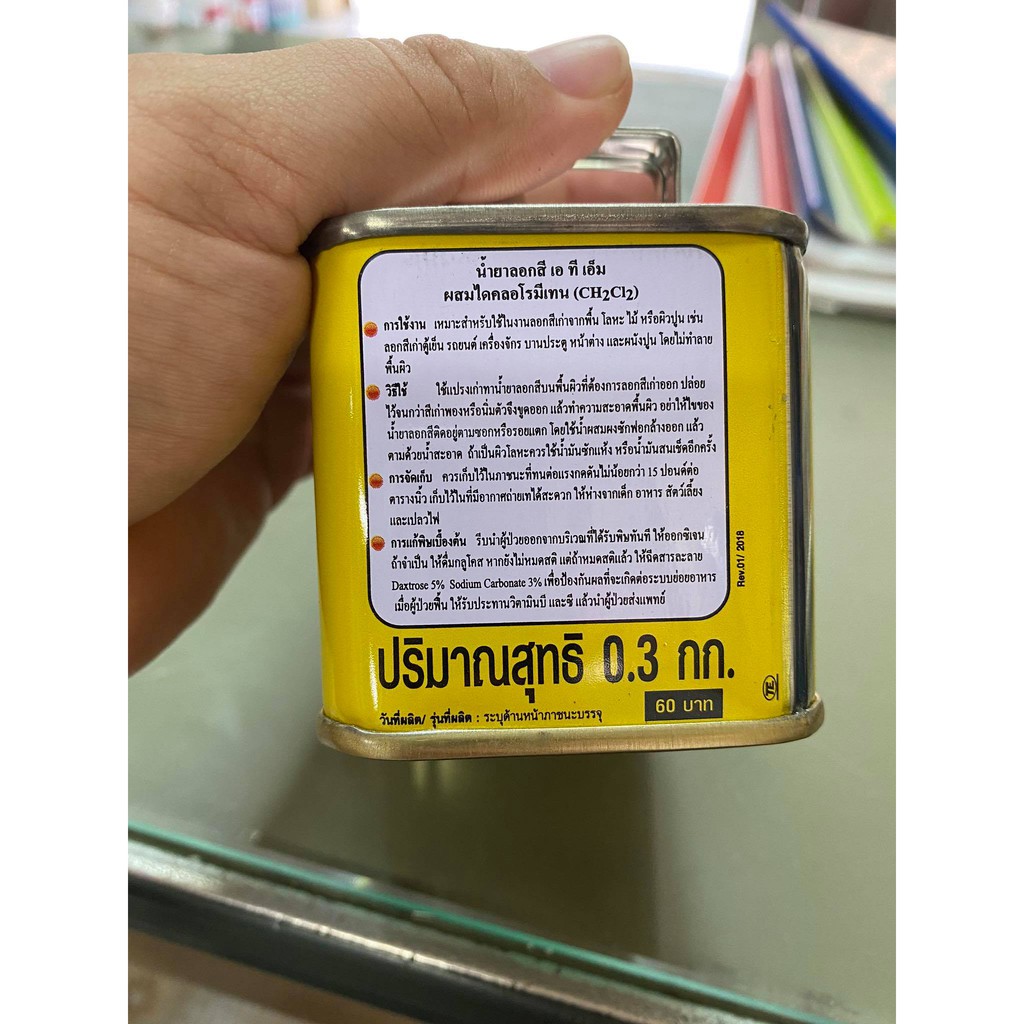 น้ำยาลอกสี เอ ที เอ็ม
ผสมไดคลอโรมีเทน (CH2Cl2)
การใช้งาน เหมาะสำหรับใช้ในงานลอกสีเก่าจากพื้น โลหะ ไม้ หรือผิวปูน เช่น
ลอกสีเก่าตู้เย็น รถยนต์ เครื่องจักร บานประตู หน้าต่าง และผนังปูน โดยไม่ทำลาย
พื้นผิว
วิธีใช้ ใช้แปรงเก่าทาน้ำยาลอกสีบนพื้นผิวที่ต้องการลอกสีเก่าออก ปล่อย
ไว้จนกว่าสีเก่าพองหรือนิ่มตัวจึงขูดออก แล้วทำความสะอาดพื้นผิว อย่าให้ไขของ
น้ำยาลอกสีติดอยู่ตามซอกหรือรอยแตก โดยใช้น้ำผสมผงซักฟอกล้างออก แล้ว
ตามด้วยน้ำสะอาด ถ้าเป็นผิวโลหะควรใช้น้ำมันซักแห้ง หรือน้ำมันสนเช็ดอีกครั้ง
การจัดเก็บ ควรเก็บไว้ในภาชนะที่ทนต่อแรงกดดันไม่น้อยกว่า 15 ปอนด์ต่อ
ตารางนิ้ว เก็บไว้ในที่มีอากาศถ่ายเทได้สะดวก ให้ห่างจากเด็ก อาหาร สัตว์เลี้ยง
และเปลวไฟ
การแก้พิษเบื้องต้น รีบนำผู้ป่วยออกจากบริเวณที่ได้รับพิษทันที ให้ออกซิเจน
ถ้าจำเป็น ให้ดื่มกลูโคส หากยังไม่หมดสติ แต่ถ้าหมดสติแล้ว ให้ฉีดสารละลาย
Daxtrose 5% Sodium Carbonate 3% เพื่อป้องกันผลที่จะเกิดต่อระบบย่อยอาหาร
เมื่อผู้ป่วยฟื้น ให้รับประทานวิตามินบี และซี แล้วนำผู้ป่วยส่งแพทย์
Rev.01/ 2018
ปริมาณสุทธิ 0.3 กก.
60 บาท
วันที่ผลิต/ รุ่นที่ผลิต : ระบุด้านหน้าภาชนะบรรจุ